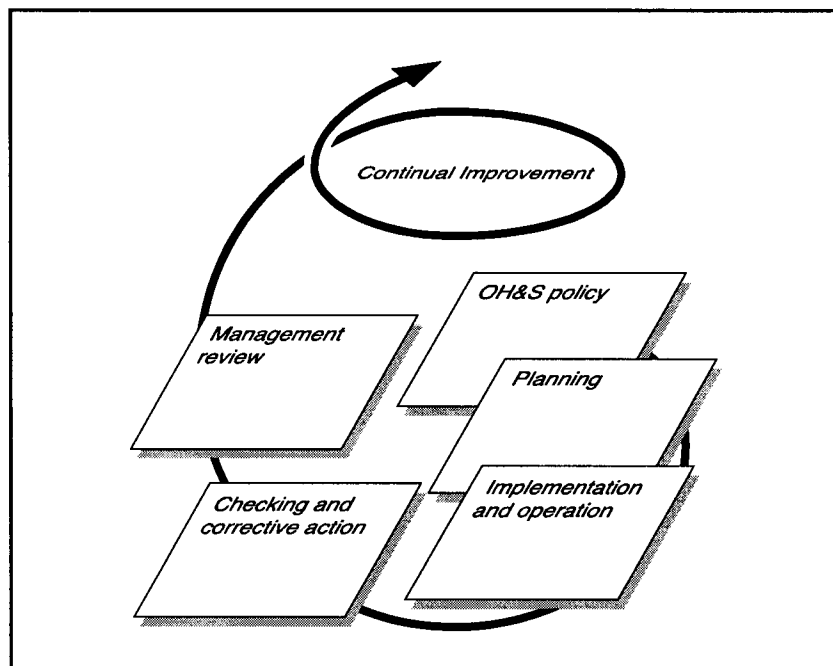 Continual Improvement
OH&S policy
Planning
Implementation
and operation
Checking and
corrective action
Management
review